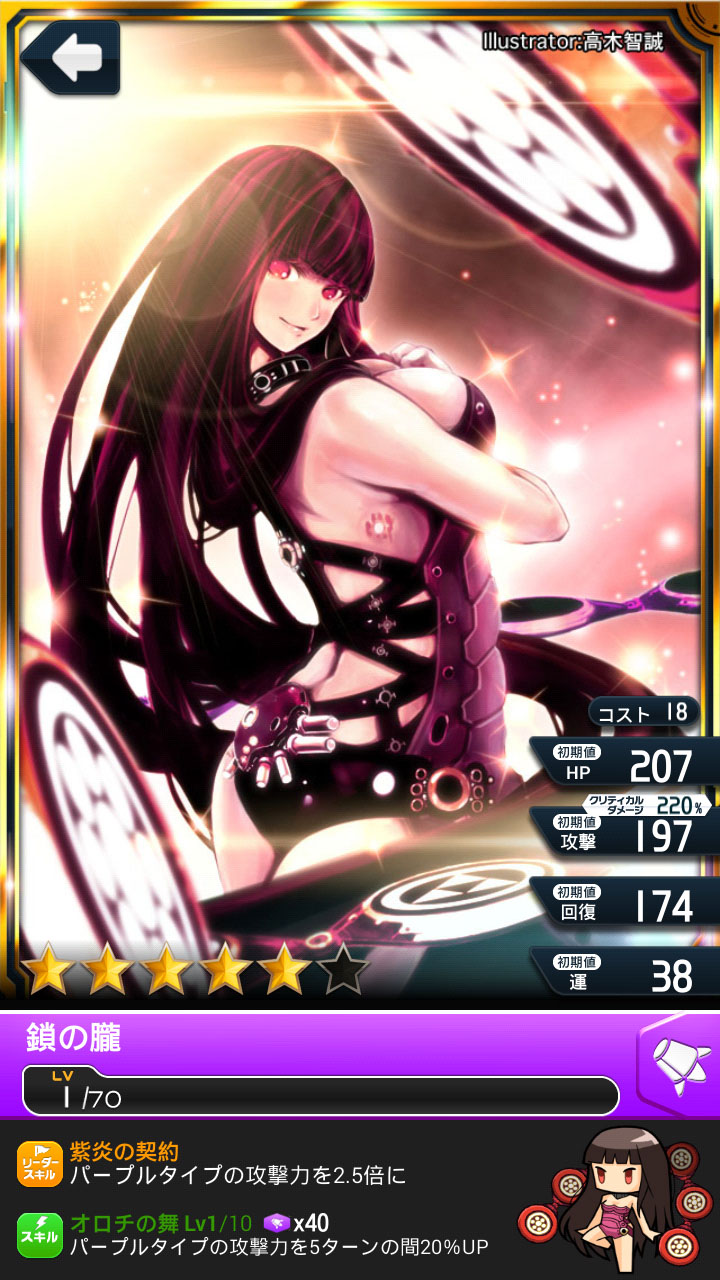 Illustrator:高木智誠
コスト 18
初期値
HP 207
クリティカル
ダメージ 220%
初期値
攻撃 197
初期値
回復 174
初期値
運 38
鎖の朧
LV
1/70
リーダー
スキル
紫炎の契約
パープルタイプの攻撃力を2.5倍に
スキル
オロチの舞 Lv1/10 x40
パープルタイプの攻撃力を5ターンの間20%UP